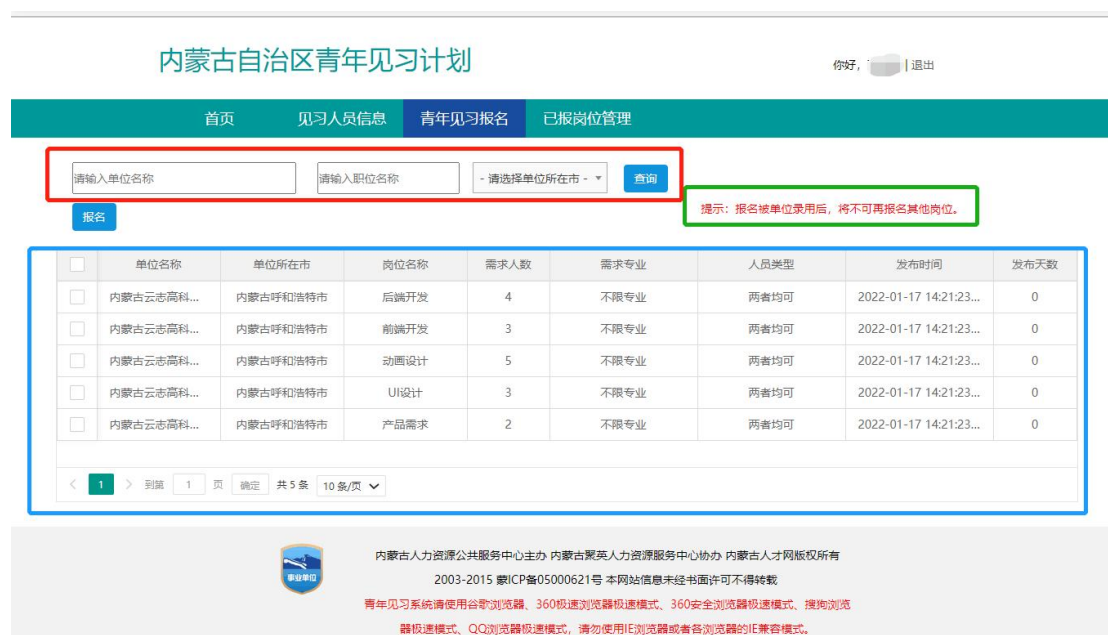 内蒙古自治区青年见习计划
你好, | 退出
首页 见习人员信息 青年见习报名 已报岗位管理
请输入单位名称 请输入职位名称 - 请选择单位所在市 - 查询
提示：报名被单位录用后，将不可再报名其他岗位。
报名
单位名称 单位所在市 岗位名称 需求人数 需求专业 人员类型 发布时间 发布天数
内蒙古云志高科... 内蒙古呼和浩特市 后端开发 4 不限专业 两者均可 2022-01-17 14:21:23... 0
内蒙古云志高科... 内蒙古呼和浩特市 前端开发 3 不限专业 两者均可 2022-01-17 14:21:23... 0
内蒙古云志高科... 内蒙古呼和浩特市 动画设计 5 不限专业 两者均可 2022-01-17 14:21:23... 0
内蒙古云志高科... 内蒙古呼和浩特市 UI设计 3 不限专业 两者均可 2022-01-17 14:21:23... 0
内蒙古云志高科... 内蒙古呼和浩特市 产品需求 2 不限专业 两者均可 2022-01-17 14:21:23... 0
< 1 > 到第 1 页 确定 共 5 条 10 条/页
事业单位
内蒙古人力资源公共服务中心主办 内蒙古聚英人力资源服务中心协办 内蒙古人才网版权所有
2003-2015 蒙ICP备05000621号 本网站信息未经书面许可不得转载
青年见习系统请使用谷歌浏览器、360极速浏览器极速模式、360安全浏览器极速模式、搜狗浏览
器极速模式、QQ浏览器极速模式，请勿使用IE浏览器或者各浏览器的IE兼容模式。